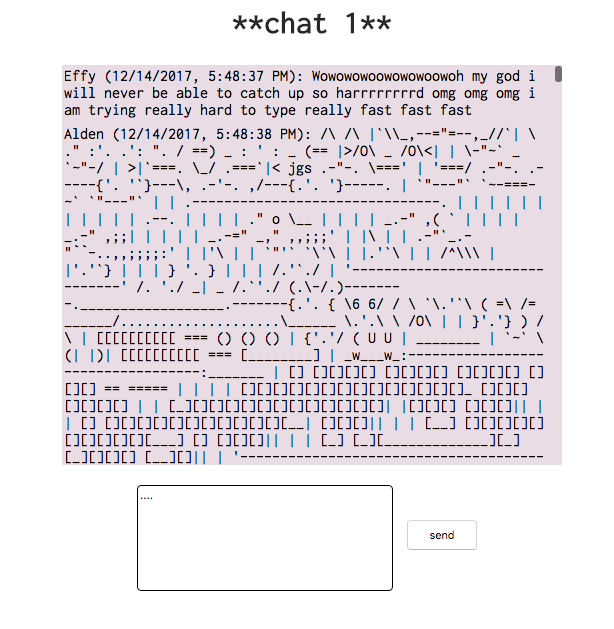 **chat 1**
Effy (12/14/2017, 5:48:37 PM): Wowowowoowowowoowoh my god i
will never be able to catch up so harrrrrrrrd omg omg omg i
am trying really hard to type really fast fast fast
Alden (12/14/2017, 5:48:38 PM): /\ /\ |`\\_,--="=--,_//`| \
." :'. .': ". / ==) _ : ' : _ (== |>/O\ _ /O\<| | \-"~` _
`~"-/ | >|`===. \_/ .===`|< jgs .-"-. \===' | '===/ .-"-. .-
----{'. '`}---\, .-'-. ,/---{.'. '}-----. | `"---"` `~-===-
~` `"---"` | | .---------------------------------. | | | | | |
| | | | | .--. | | | | ." o \__ | | | | _.-" ,( ` | | | |
_.-" ,;;| | | | | _.-=" _," ,,;;;' | |\ | | .-"`_.-
"``-..,,;;;;:' | |'\ | | `"'`` `\`\ | |.'`\ | | /^\\\ |
|'.'`} | | | } '. } | | | /.'`./ | '--------------------------
--------' /. './ _| _ /.`'./ (.\-/.)-------
-.___________________.-------{.'. { \6 6/ / \ `\.'`\ ( =\ /=
______/.....................\______ \.'.\ \ /O\ | | }'.'} ) /
\ | [[[[[[[[[[ === () () () | {'.'/ ( U U | ________ | `~` \
(| |)| [[[[[[[[[[ === [________] | _w___w_:------------------
------------------:_______ | [] [][][][] [][][][] [][][][] []
[][][] == ===== | | | | [][][][][][][][][][][][][][]_ [][][]
[][][][] | | [_][][][][][][][][][][][][][]| |[][][] [][][]|| |
| [] [][][][][][][][][][][][][__| [][][]|| | | [__] [][][][][]
[][][][][][][___] [] [][][]|| | | [_] [_][_____________][_]
[_][][][] [__][]|| | '----------------------------------------
....
send